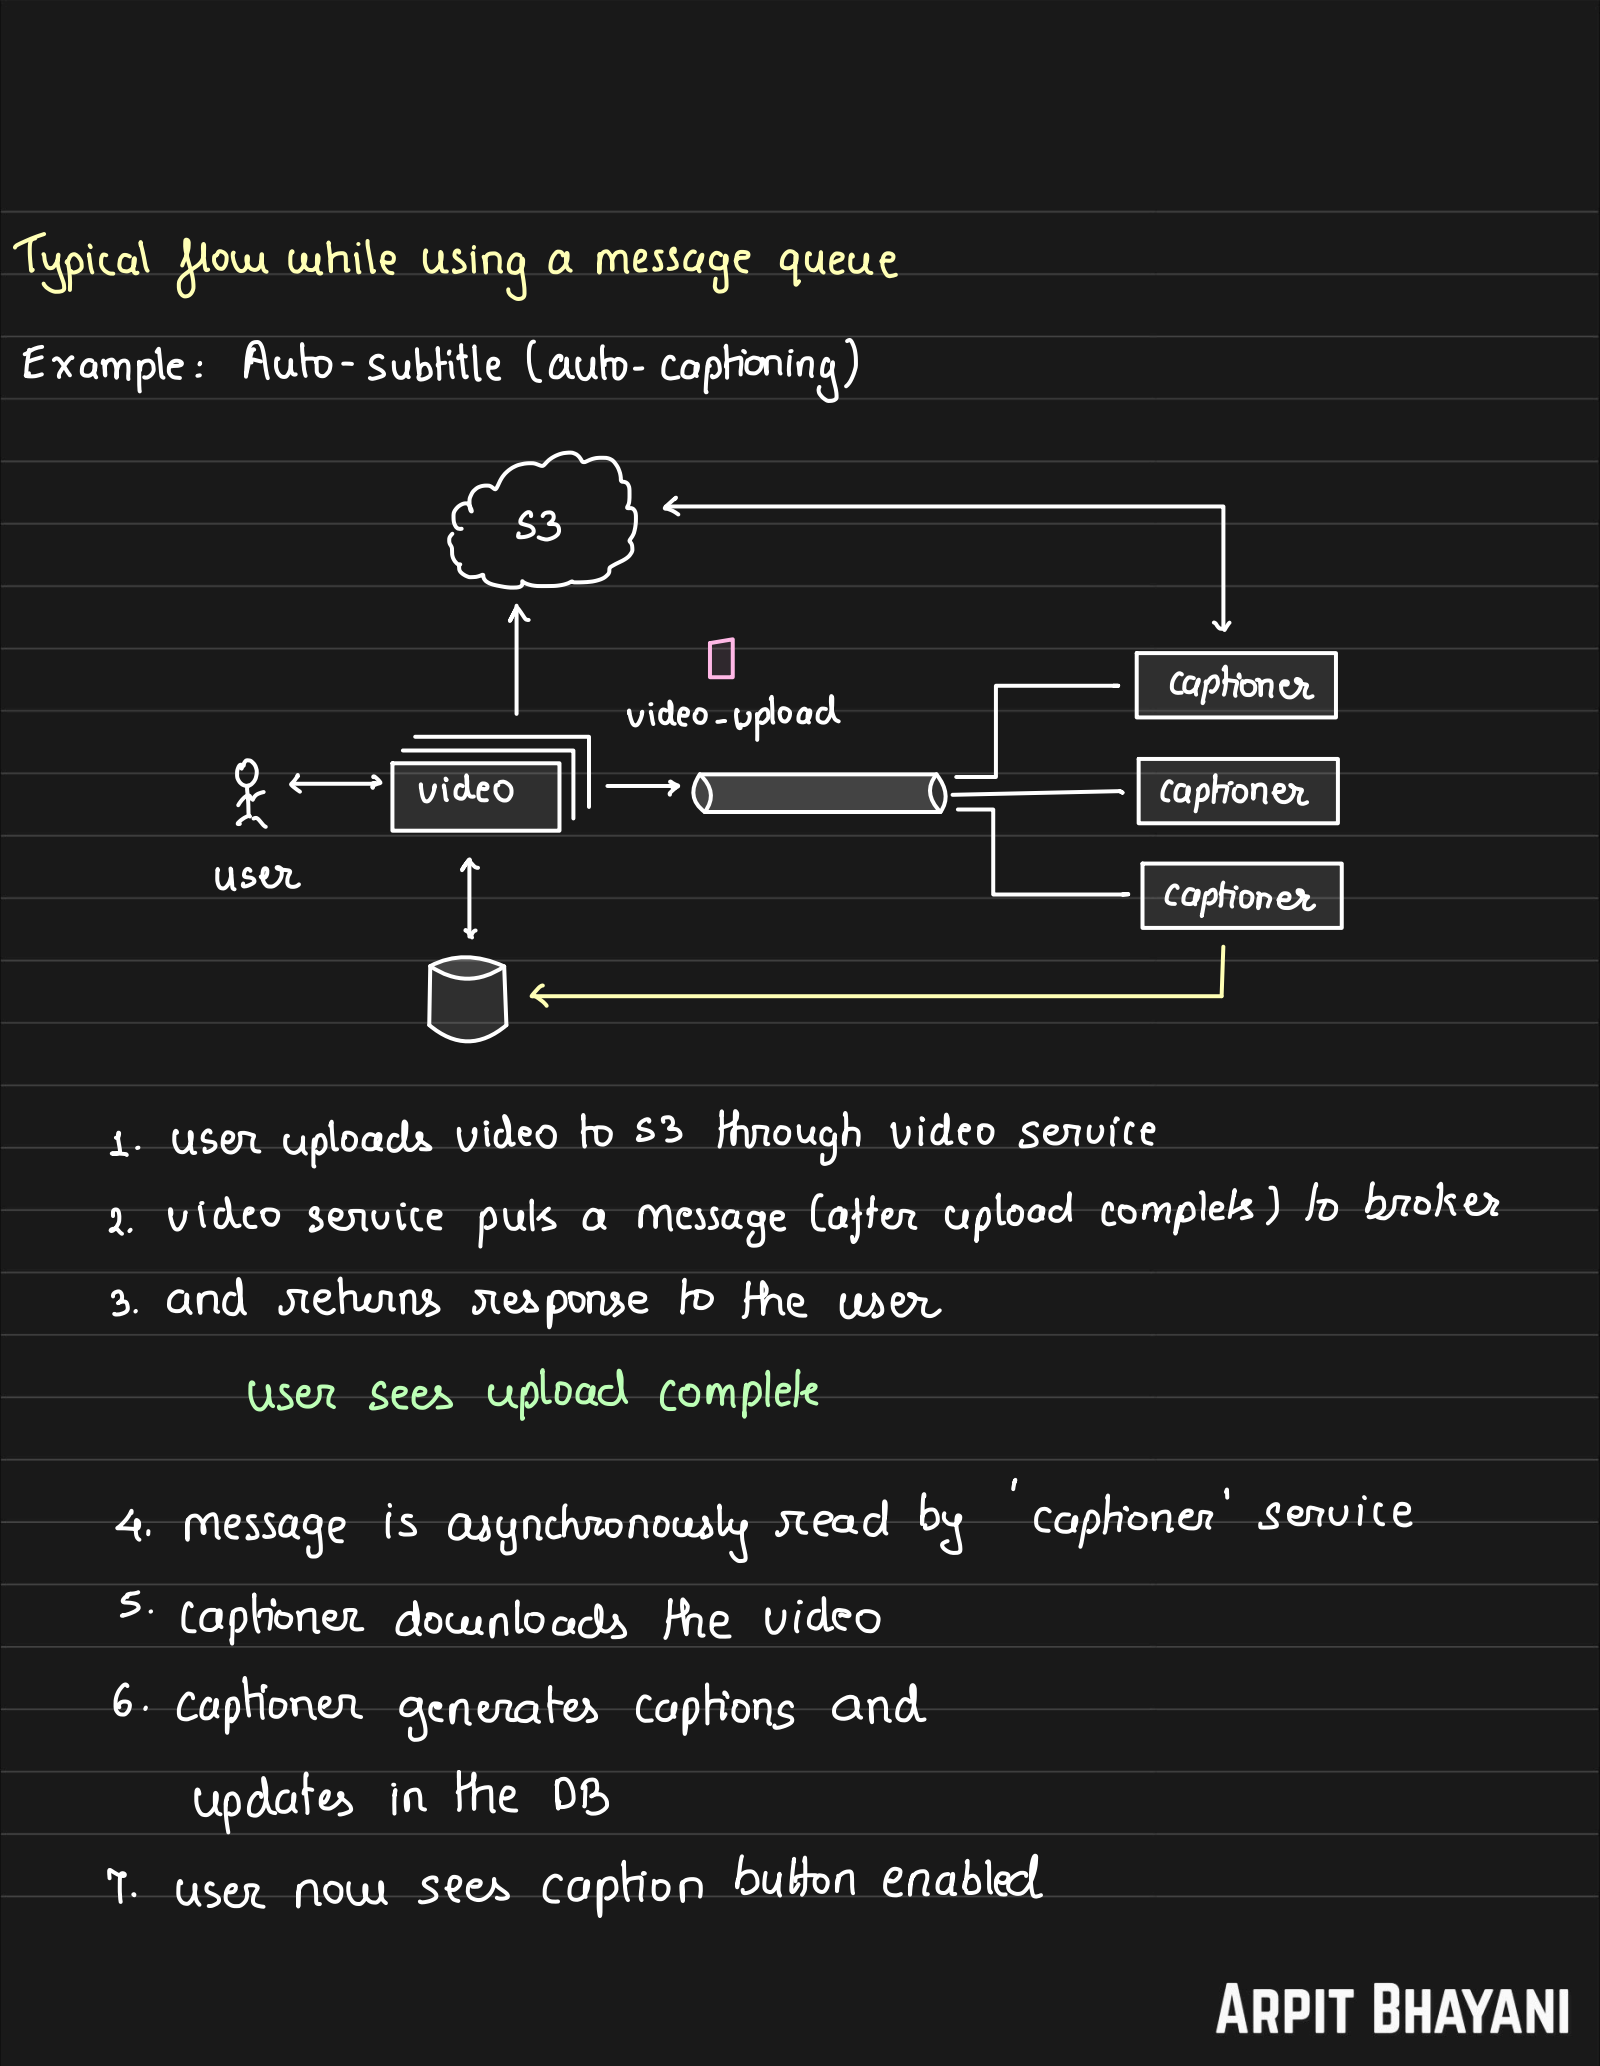 Typical flow while using a message queue
Example: Auto-subtitle (auto-captioning)
S3
video-upload
captioner
video
captioner
user
captioner
1. user uploads video to S3 through video service
2. video service puts a message (after upload completes) to broker
3. and returns response to the user
user sees upload complete
4. message is asynchronously read by 'captioner' service
5. captioner downloads the video
6. captioner generates captions and
updates in the DB
7. user now sees caption button enabled
ARPIT BHAYANI